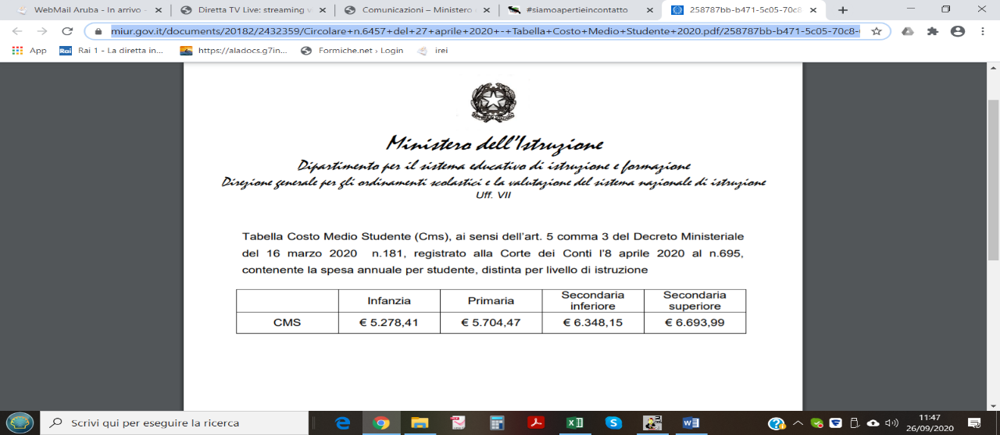 WebMail Aruba - In arrivo -
Diretta TV Live: streaming v
Comunicazioni – Ministero
#siamoapertieincontatto
258787bb-b471-5c05-70c8-
miur.gov.it/documents/20182/2432359/Circolare+n.6457+del+27+aprile+2020+-+Tabella+Costo+Medio+Studente+2020.pdf/258787bb-b471-5c05-70c8-
App
Rai
Rai 1 - La diretta in...
https://aladocs.g7in...
Formiche.net › Login
irei
Ministero dell'Istruzione
Dipartimento per il sistema educativo di istruzione e formazione
Direzione generale per gli ordinamenti scolastici e la valutazione del sistema nazionale di istruzione
Uff. VII
Tabella Costo Medio Studente (Cms), ai sensi dell'art. 5 comma 3 del Decreto Ministeriale
del 16 marzo 2020 n.181, registrato alla Corte dei Conti l'8 aprile 2020 al n.695,
contenente la spesa annuale per studente, distinta per livello di istruzione
Infanzia
Primaria
Secondaria
inferiore
Secondaria
superiore
CMS
€ 5.278,41
€ 5.704,47
€ 6.348,15
€ 6.693,99
Scrivi qui per eseguire la ricerca
11:47
26/09/2020